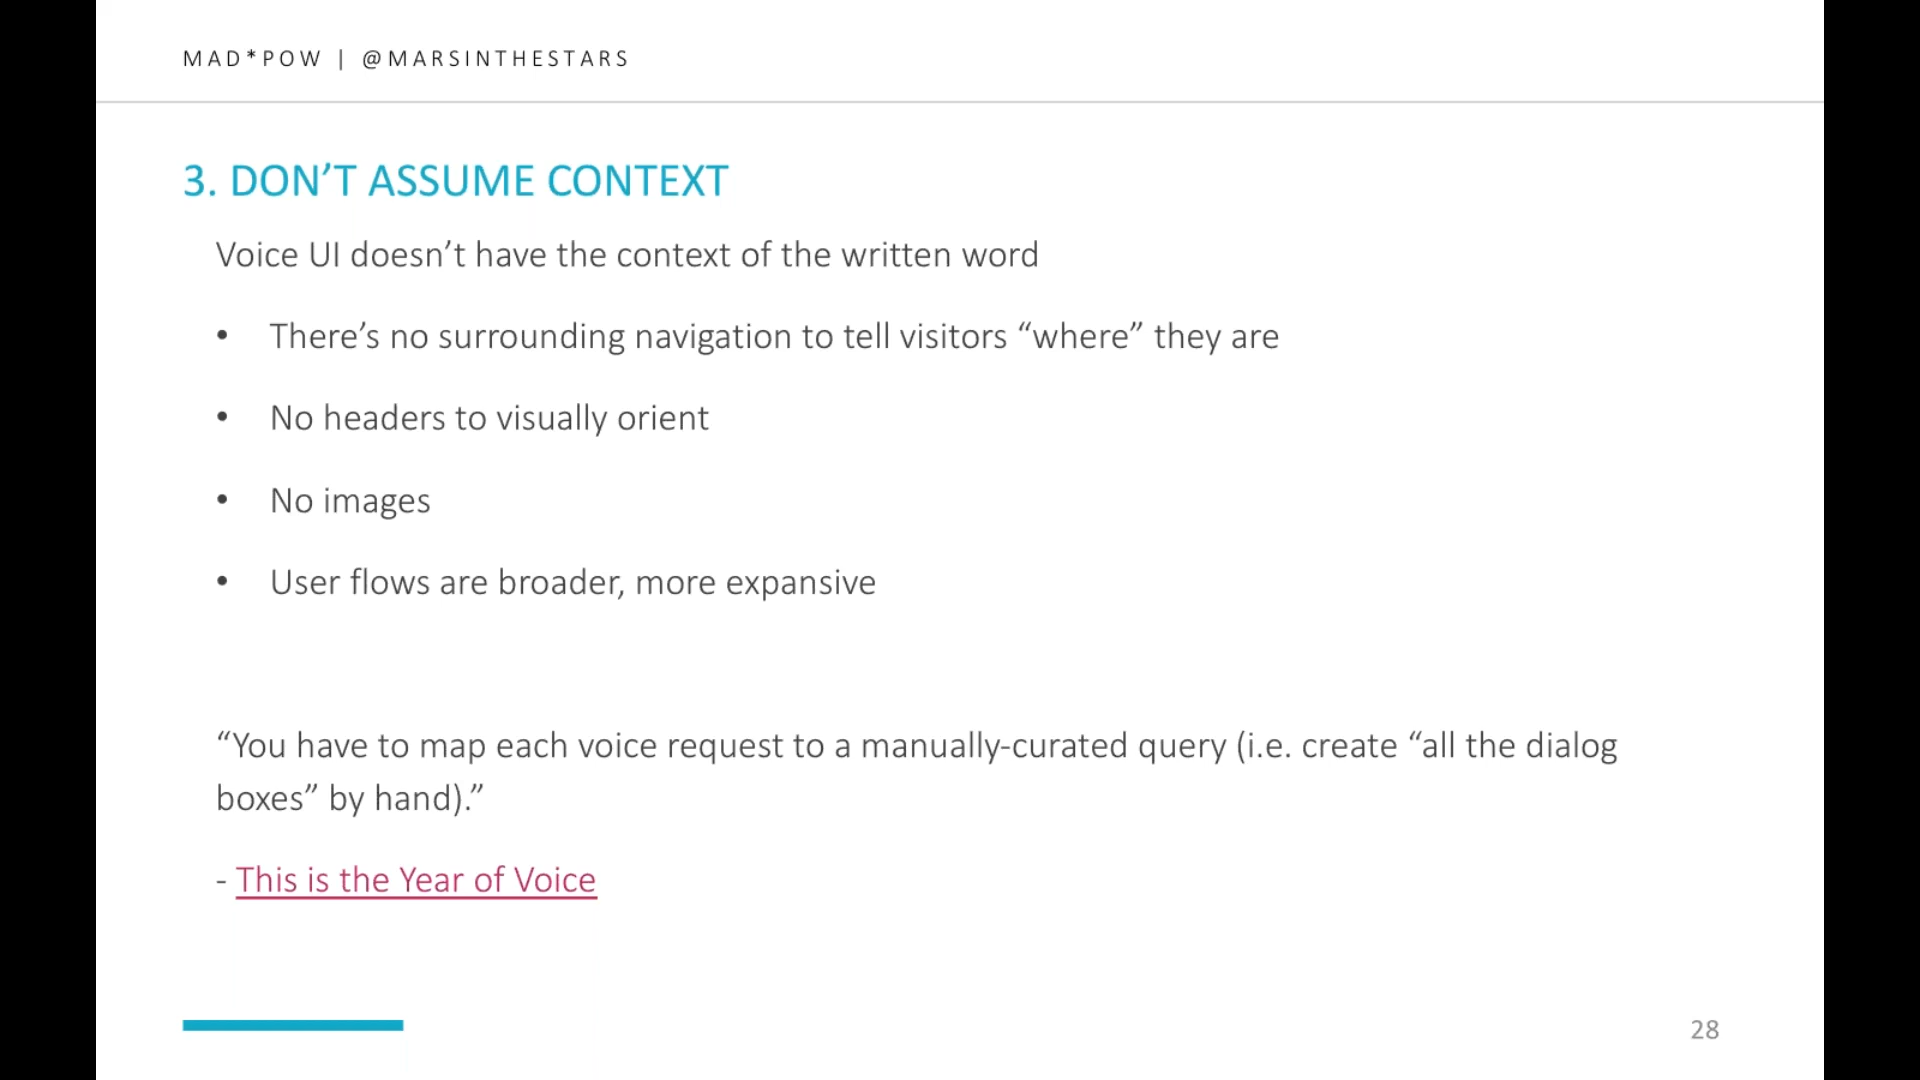 MAD*POW | @MARSINTHESTARS
3. DON’T ASSUME CONTEXT
Voice UI doesn’t have the context of the written word
• There’s no surrounding navigation to tell visitors “where” they are
• No headers to visually orient
• No images
• User flows are broader, more expansive
“You have to map each voice request to a manually-curated query (i.e. create “all the dialog
boxes” by hand).”
- This is the Year of Voice
28